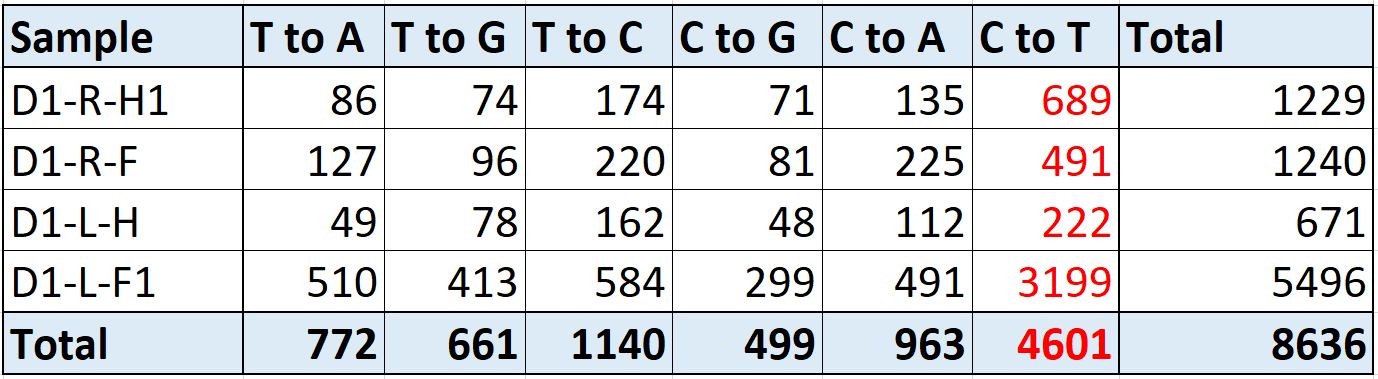 Sample T to A T to G T to C C to G C to A C to T Total
D1-R-H1 86 74 174 71 135 689 1229
D1-R-F 127 96 220 81 225 491 1240
D1-L-H 49 78 162 48 112 222 671
D1-L-F1 510 413 584 299 491 3199 5496
Total 772 661 1140 499 963 4601 8636